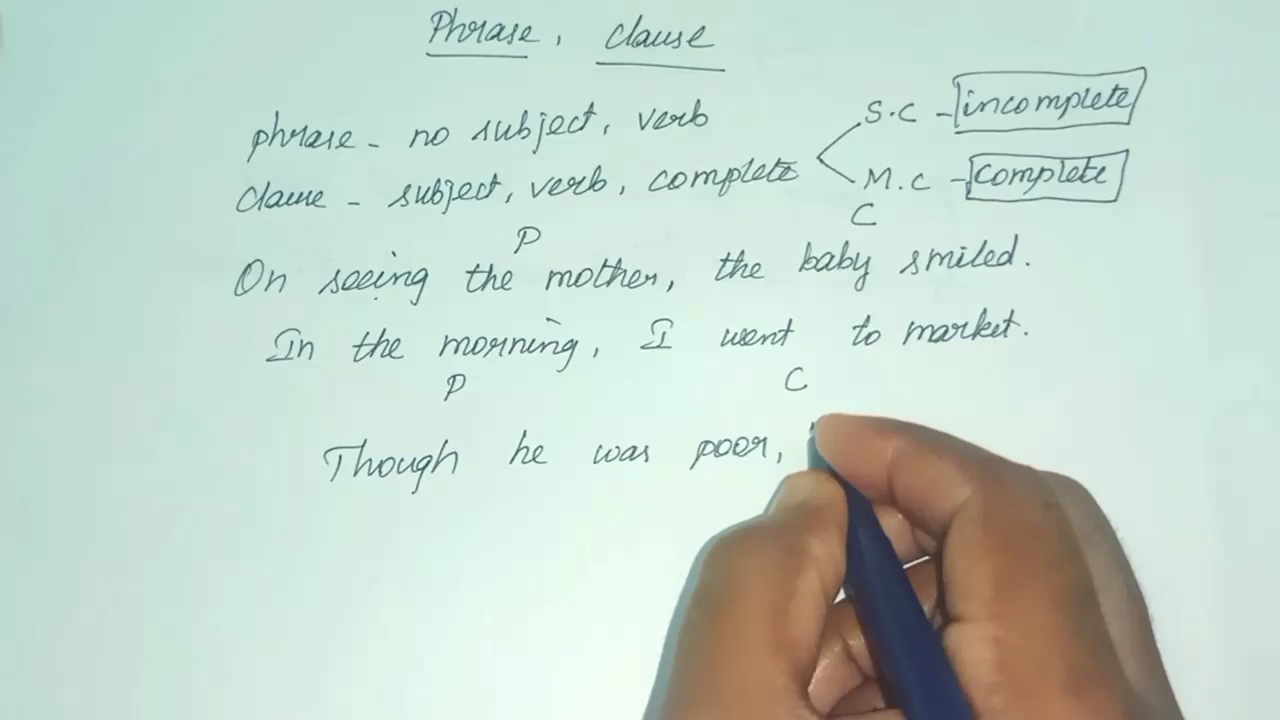 Phrase, Clause
phrase - no subject, verb
S.C - incomplete
Clause - subject, verb, complete
M.C - complete
P
C
On seeing the mother, the baby smiled.
In the morning, I went to market.
P
C
Though he was poor,